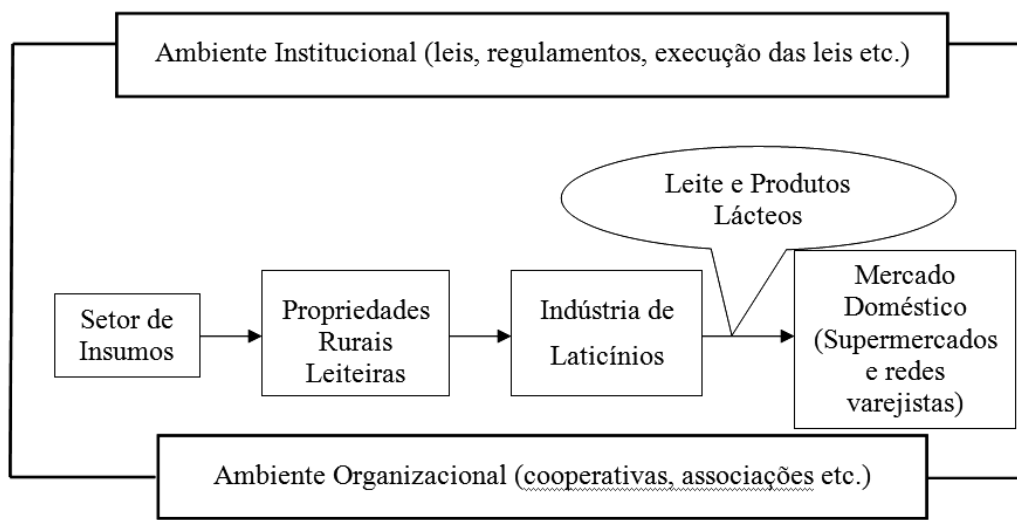 Ambiente Institucional (leis, regulamentos, execução das leis etc.)
Leite e Produtos
Lácteos
Setor de
Insumos
Propriedades
Rurais
Leiteiras
Indústria de
Laticínios
Mercado
Doméstico
(Supermercados
e redes
varejistas)
Ambiente Organizacional (cooperativas, associações etc.)